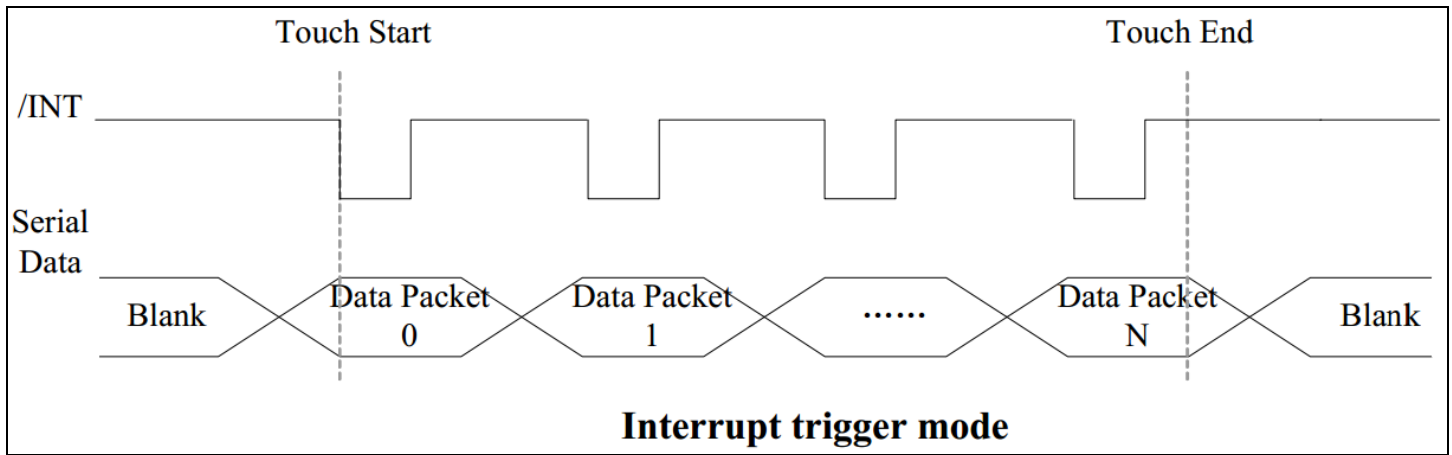 Touch Start
Touch End
/INT
Serial
Data
Blank
Data Packet
0
Data Packet
1
......
Data Packet
N
Blank
Interrupt trigger mode